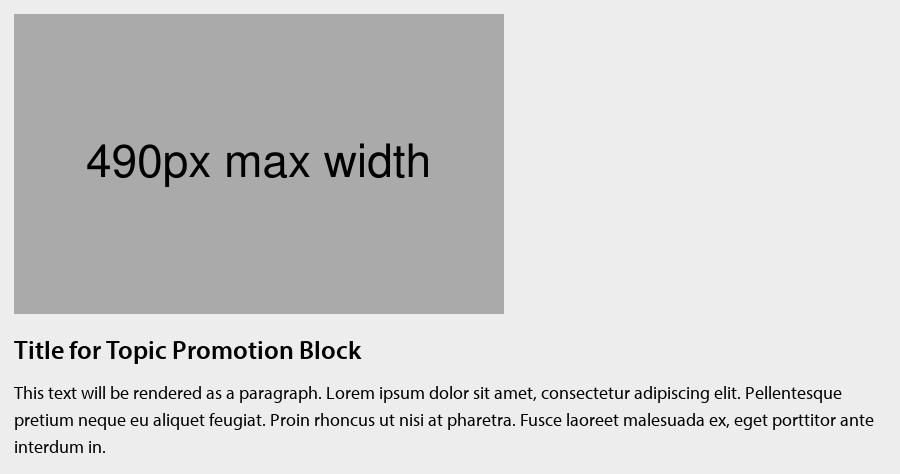 490px max width
Title for Topic Promotion Block
This text will be rendered as a paragraph. Lorem ipsum dolor sit amet, consectetur adipiscing elit. Pellentesque
pretium neque eu aliquet feugiat. Proin rhoncus ut nisi at pharetra. Fusce laoreet malesuada ex, eget porttitor ante
interdum in.